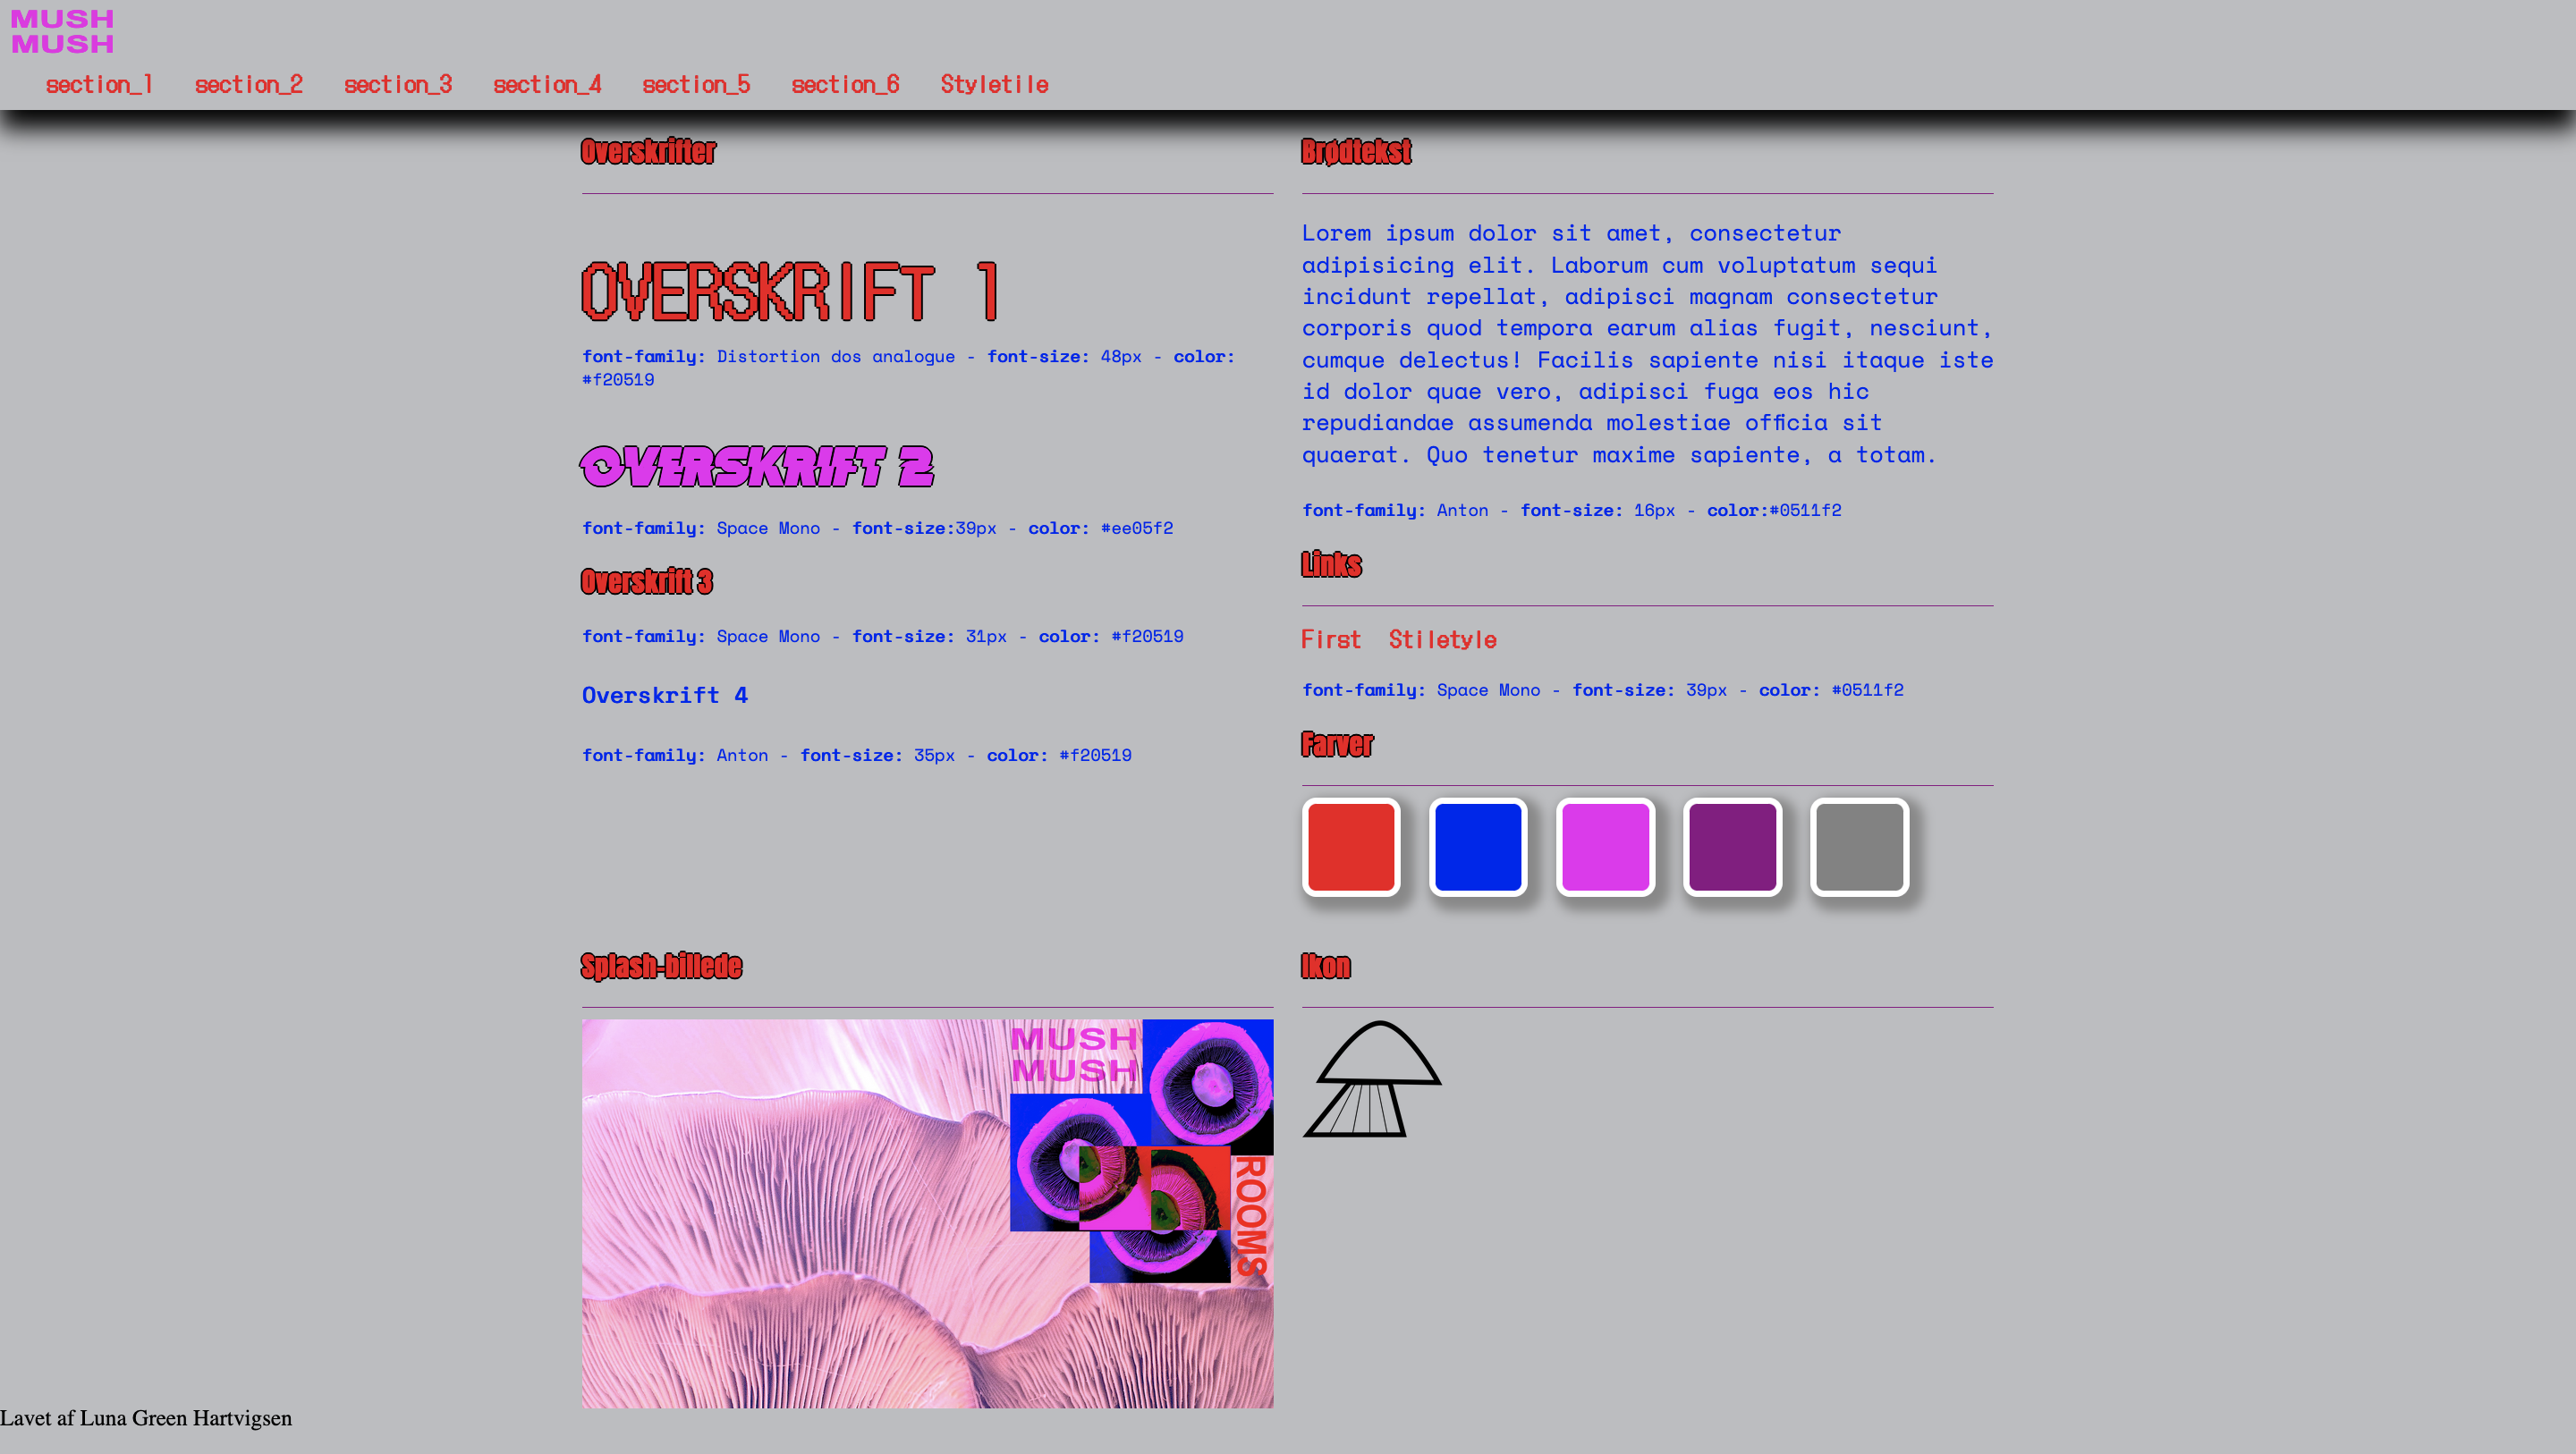 MUSH
MUSH
section_1 section_2 section_3 section_4 section_5 section_6 Styletile
Overskrifter
OVERSKRIFT 1
font-family: Distortion dos analogue - font-size: 48px - color:
#f20519
OVERSKRIFT 2
font-family: Space Mono - font-size:39px - color: #ee05f2
Overskrift 3
font-family: Space Mono - font-size: 31px - color: #f20519
Overskrift 4
font-family: Anton - font-size: 35px - color: #f20519
Brødtekst
Lorem ipsum dolor sit amet, consectetur
adipisicing elit. Laborum cum voluptatum sequi
incidunt repellat, adipisci magnam consectetur
corporis quod tempora earum alias fugit, nesciunt,
cumque delectus! Facilis sapiente nisi itaque iste
id dolor quae vero, adipisci fuga eos hic
repudiandae assumenda molestiae officia sit
quaerat. Quo tenetur maxime sapiente, a totam.
font-family: Anton - font-size: 16px - color:#0511f2
Links
First Stiletyle
font-family: Space Mono - font-size: 39px - color: #0511f2
Farver
Splash-billede
MUSH
MUSH
ROOMS
Ikon
Lavet af Luna Green Hartvigsen